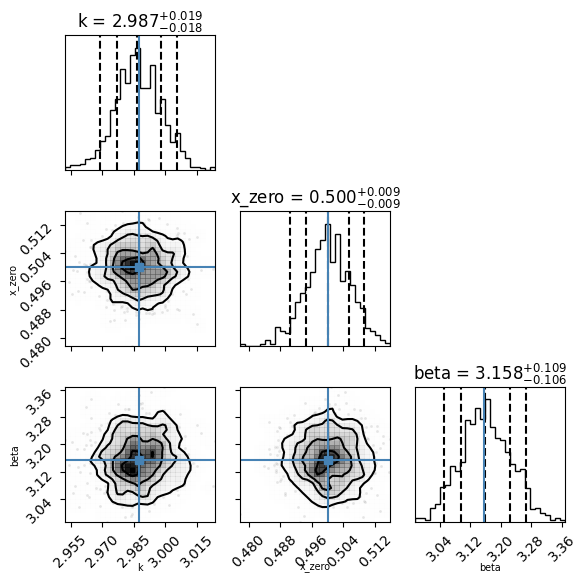 k = 2.987+0.019 −0.018
x_zero = 0.500+0.009 −0.009
0.512
0.504
0.496
0.488
0.480
x_zero
beta = 3.158+0.109 −0.106
3.36
3.28
3.20
3.12
3.04
beta
2.955 2.970 2.985 3.000 3.015
k
0.480 0.488 0.496 0.504 0.512
x_zero
3.04 3.12 3.20 3.28 3.36
beta